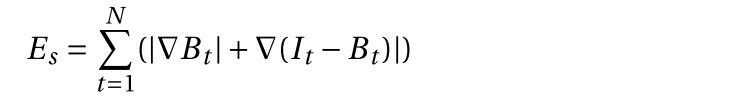 E_s = \sum_{t=1}^{N} (|\nabla B_t| + \nabla(I_t - B_t)|)